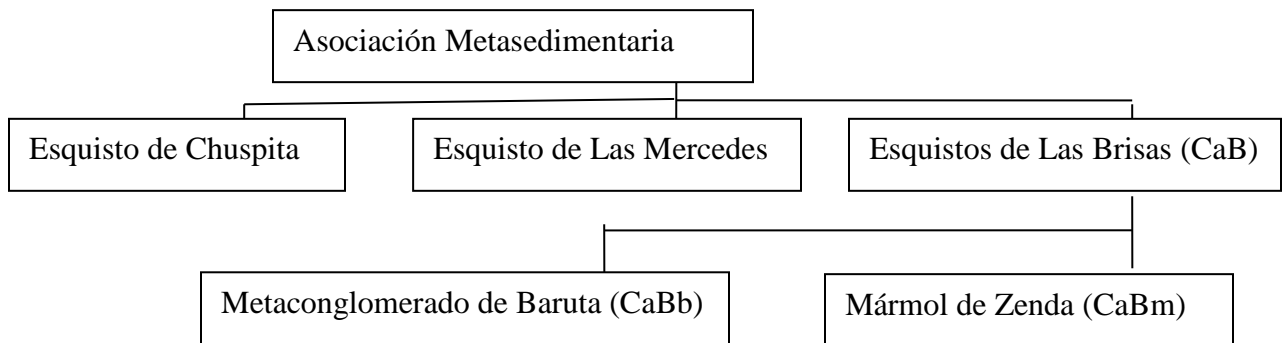 Asociación Metasedimentaria
Esquisto de Chuspita
Esquisto de Las Mercedes
Esquistos de Las Brisas (CaB)
Metaconglomerado de Baruta (CaBb)
Mármol de Zenda (CaBm)